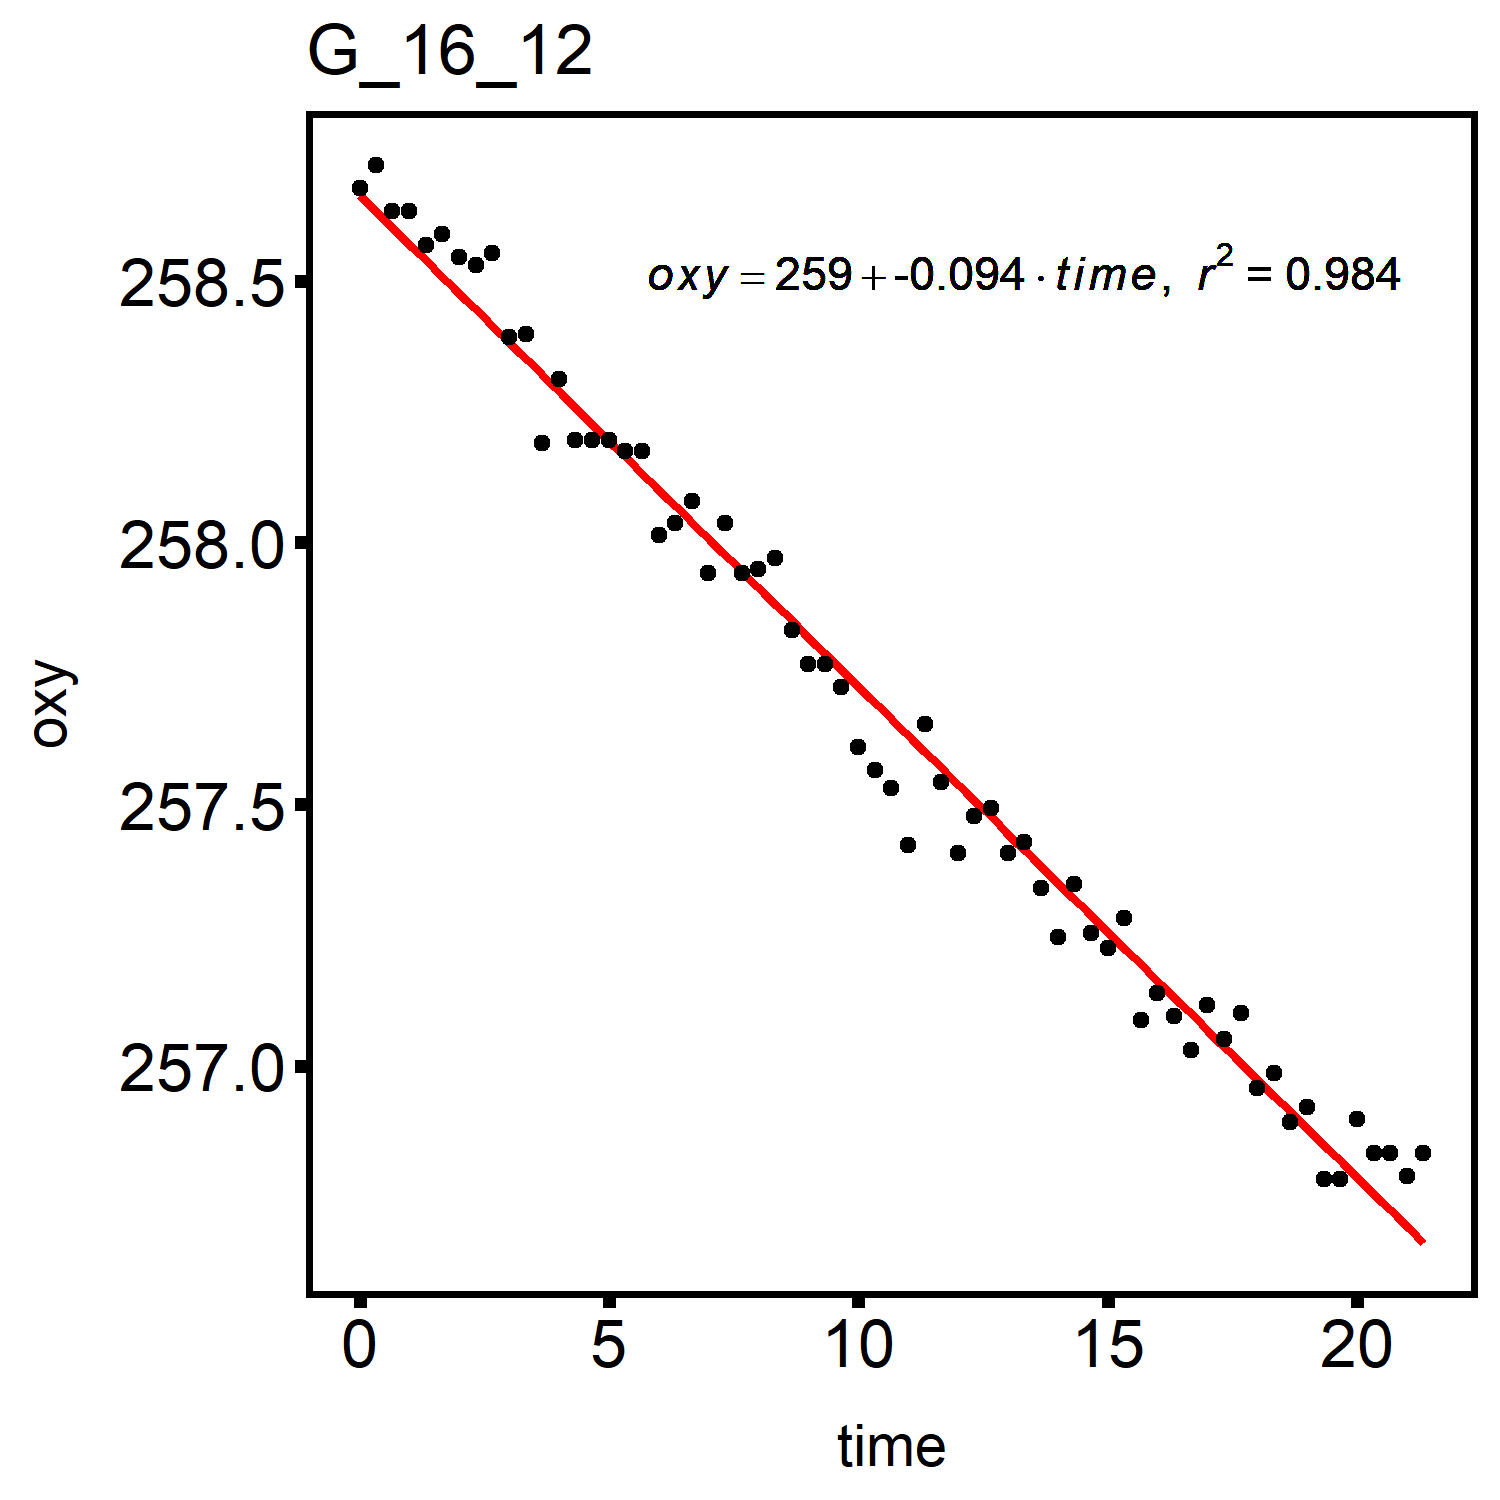 G_16_12
oxy = 259 + -0.094 · time, r² = 0.984
258.5
258.0
257.5
257.0
oxy
0 5 10 15 20
time